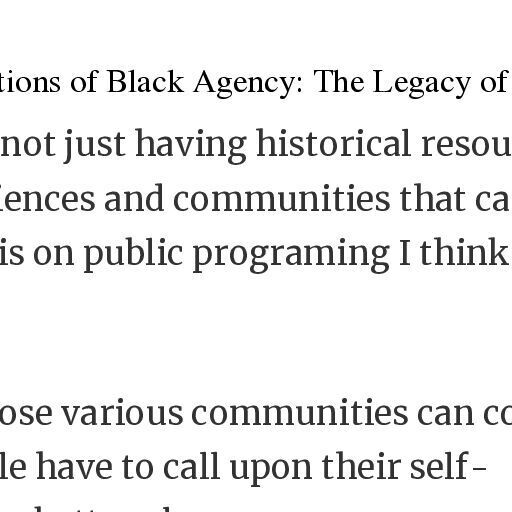 tions of Black Agency: The Legacy of
not just having historical resou
iences and communities that ca
is on public programing I think
ose various communities can co
le have to call upon their self-